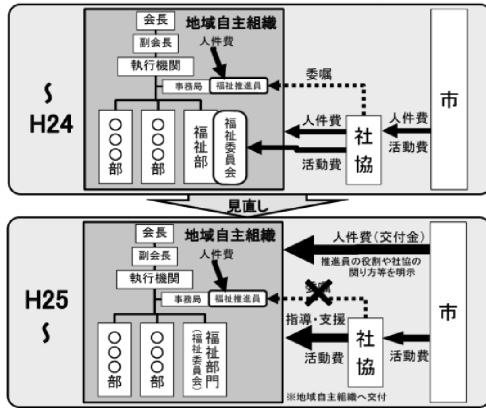 会長
副会長
執行機関
地域自主組織
人件費
事務局
福祉推進員
委嘱
〜
H24
〇〇〇部
〇〇〇部
福祉部
福祉委員会
人件費
活動費
社協
人件費
活動費
市
見直し
会長
副会長
執行機関
地域自主組織
人件費
事務局
福祉推進員
人件費(交付金)
推進員の役割や社協の
関り方等を明示
委嘱
H25
〜
〇〇〇部
〇〇〇部
福祉部門
(福祉委員会)
指導・支援
活動費
社協
活動費
市
※地域自主組織へ交付